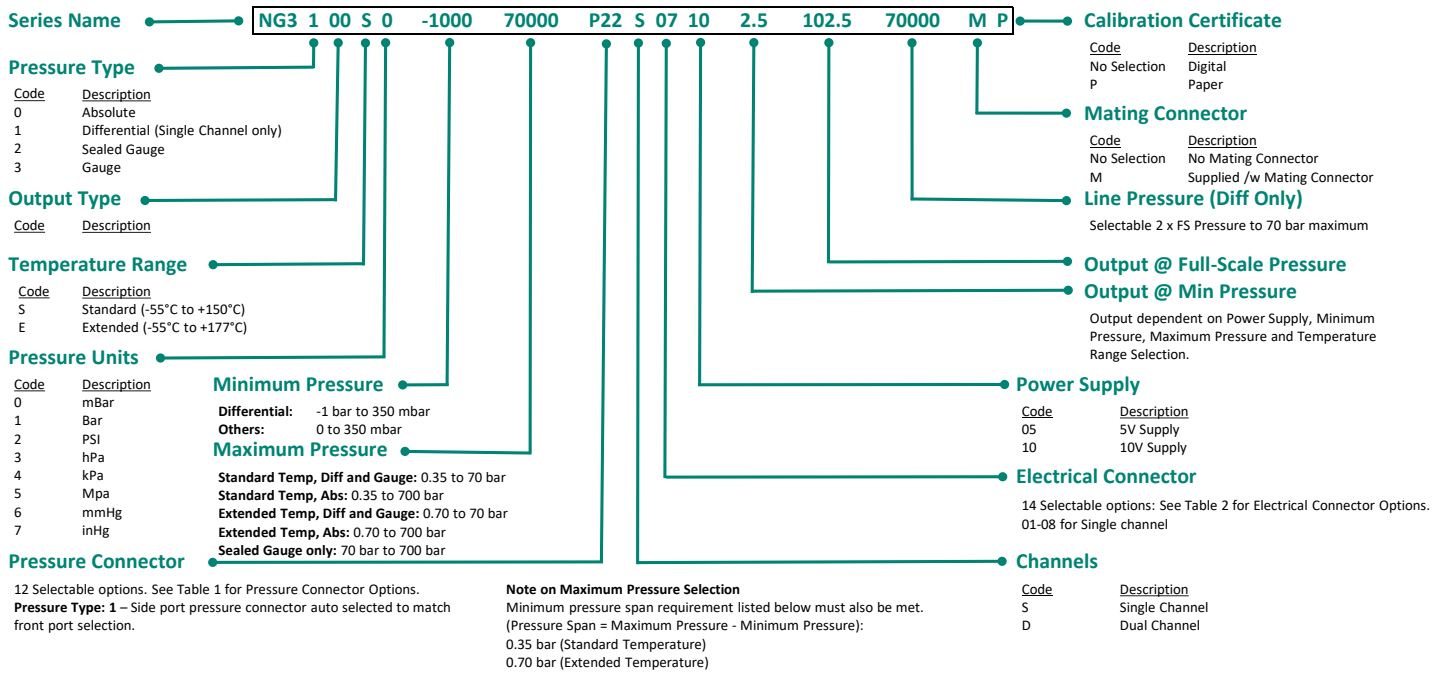 Series Name
NG3 1 00 S 0 -1000 70000 P22 S 07 10 2.5 102.5 70000 M P
Pressure Type
Code Description
0 Absolute
1 Differential (Single Channel only)
2 Sealed Gauge
3 Gauge
Output Type
Code Description
Temperature Range
Code Description
S Standard (-55°C to +150°C)
E Extended (-55°C to +177°C)
Pressure Units
Code Description
0 mBar
1 Bar
2 PSI
3 hPa
4 kPa
5 Mpa
6 mmHg
7 inHg
Minimum Pressure
Differential: -1 bar to 350 mbar
Others: 0 to 350 mbar
Maximum Pressure
Standard Temp, Diff and Gauge: 0.35 to 70 bar
Standard Temp, Abs: 0.35 to 700 bar
Extended Temp, Diff and Gauge: 0.70 to 70 bar
Extended Temp, Abs: 0.70 to 700 bar
Sealed Gauge only: 70 bar to 700 bar
Pressure Connector
12 Selectable options. See Table 1 for Pressure Connector Options.
Pressure Type: 1 – Side port pressure connector auto selected to match
front port selection.
Note on Maximum Pressure Selection
Minimum pressure span requirement listed below must also be met.
(Pressure Span = Maximum Pressure - Minimum Pressure):
0.35 bar (Standard Temperature)
0.70 bar (Extended Temperature)
Calibration Certificate
Code Description
No Selection Digital
P Paper
Mating Connector
Code Description
No Selection No Mating Connector
M Supplied /w Mating Connector
Line Pressure (Diff Only)
Selectable 2 x FS Pressure to 70 bar maximum
Output @ Full-Scale Pressure
Output @ Min Pressure
Output dependent on Power Supply, Minimum
Pressure, Maximum Pressure and Temperature
Range Selection.
Power Supply
Code Description
05 5V Supply
10 10V Supply
Electrical Connector
14 Selectable options: See Table 2 for Electrical Connector Options.
01-08 for Single channel
Channels
Code Description
S Single Channel
D Dual Channel